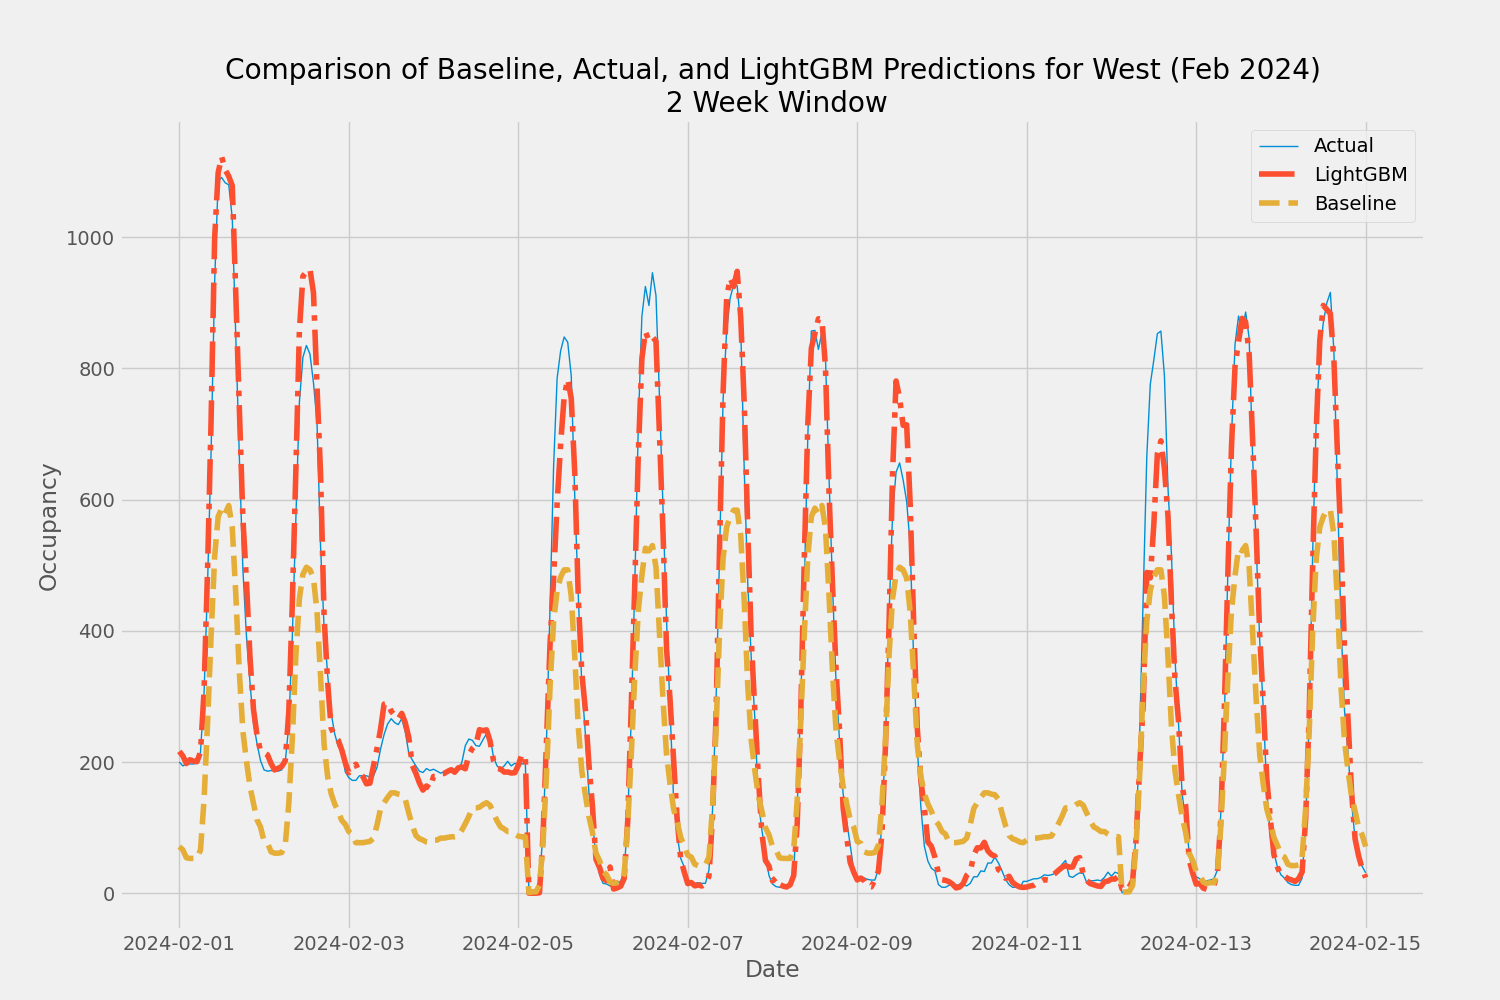 Comparison of Baseline, Actual, and LightGBM Predictions for West (Feb 2024)
2 Week Window
Actual
LightGBM
Baseline
1000
800
600
400
200
0
Occupancy
2024-02-01
2024-02-03
2024-02-05
2024-02-07
2024-02-09
2024-02-11
2024-02-13
2024-02-15
Date